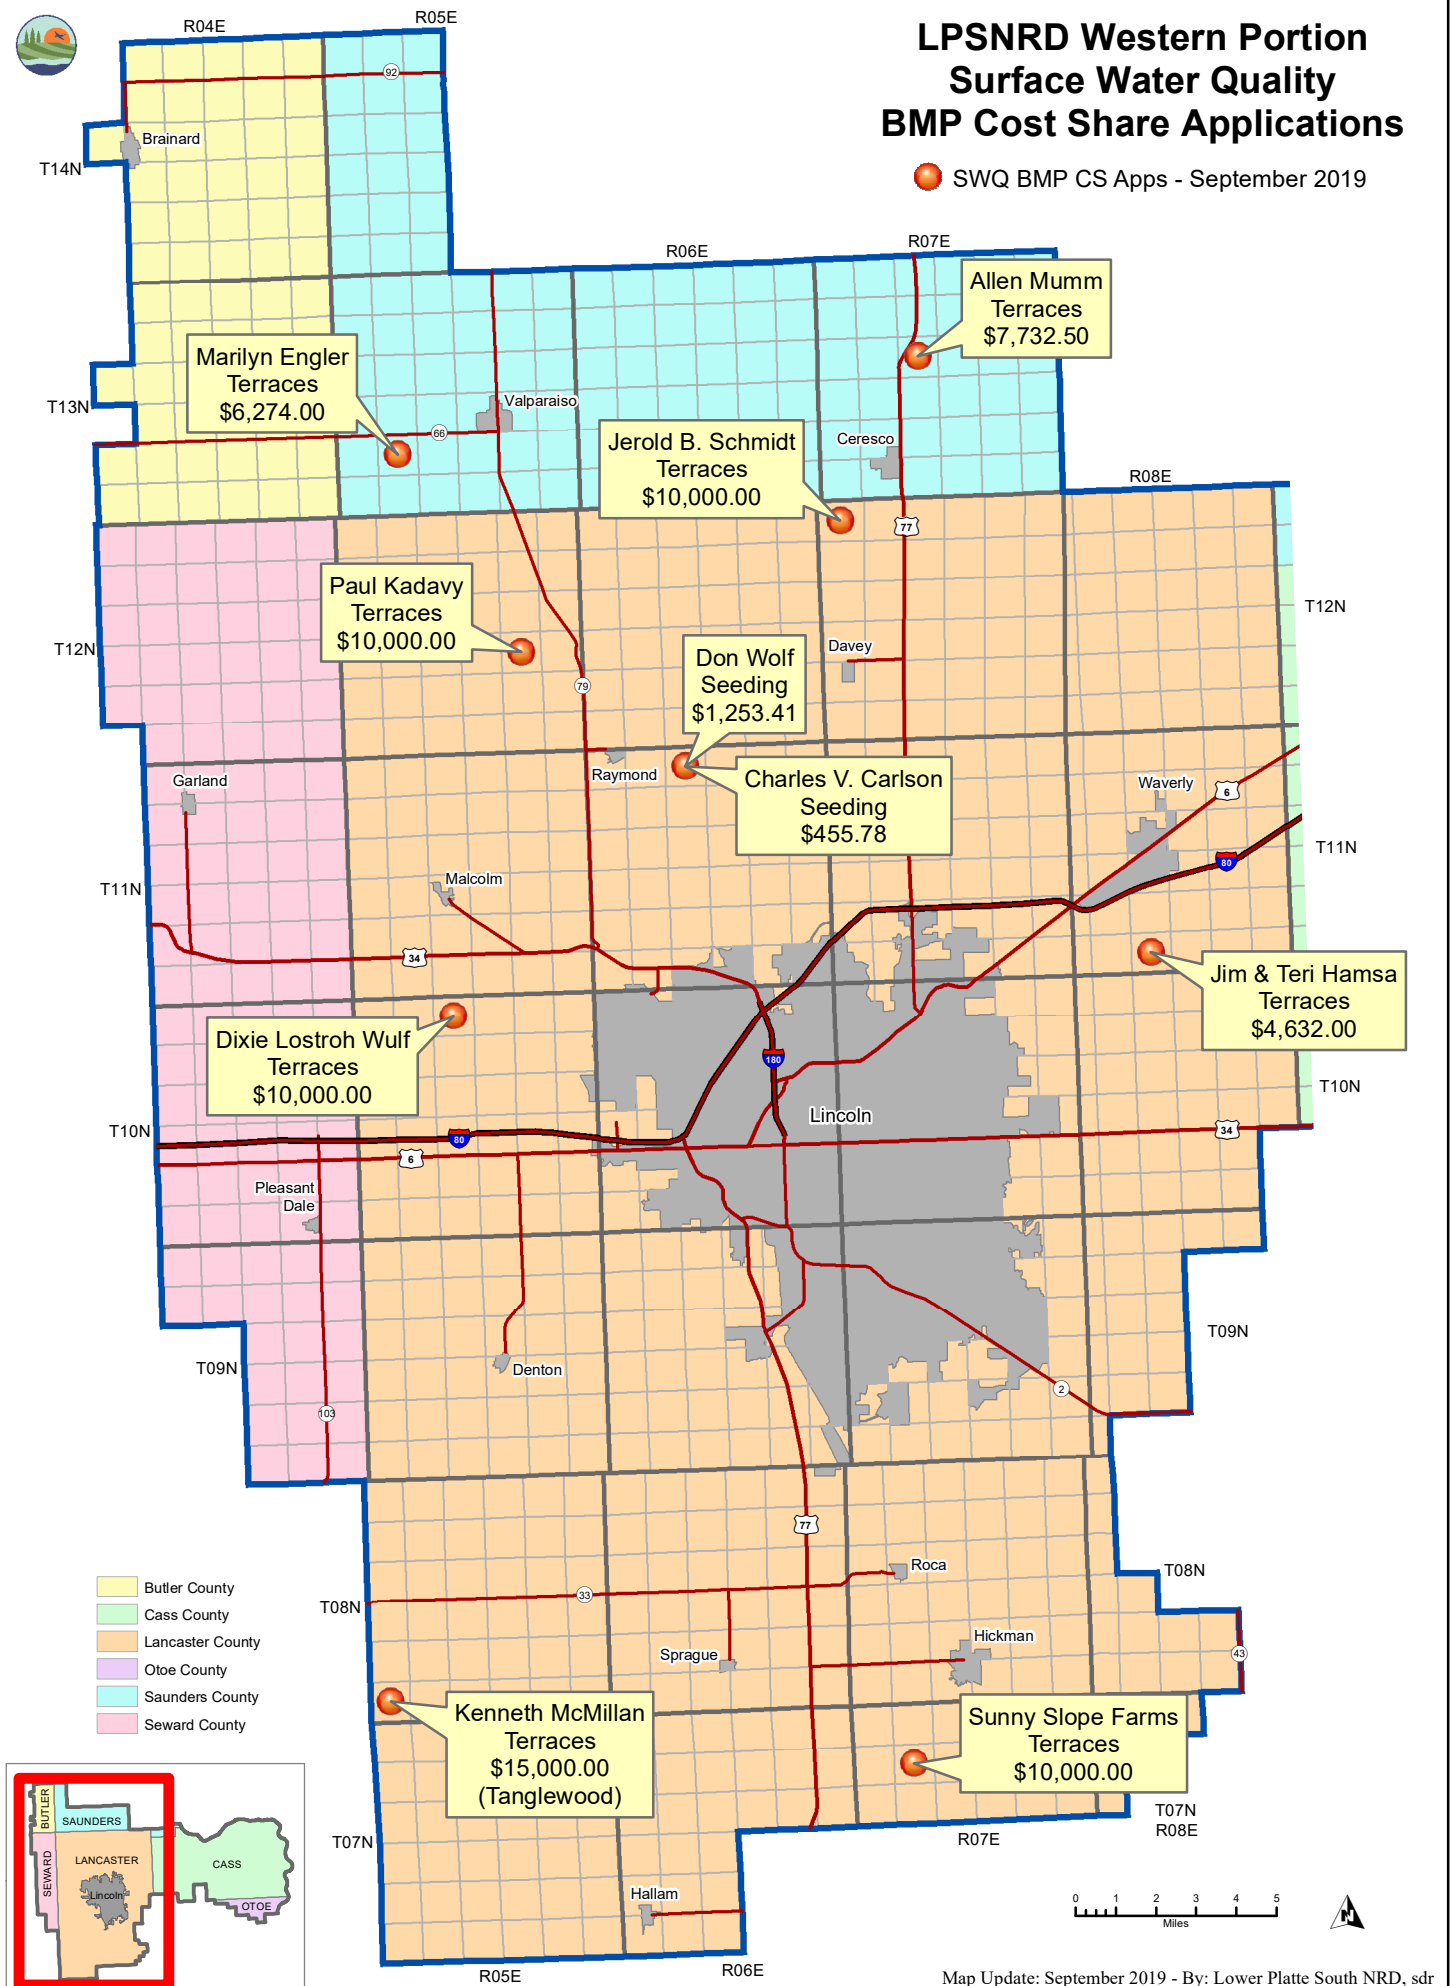 LPSNRD Western Portion
Surface Water Quality
BMP Cost Share Applications
SWQ BMP CS Apps - September 2019
R04E
R05E
92
Brainard
T14N
R06E
R07E
Allen Mumm
Terraces
$7,732.50
Marilyn Engler
Terraces
$6,274.00
T13N
Valparaiso
66
Jerold B. Schmidt
Terraces
$10,000.00
Ceresco
R08E
77
Paul Kadavy
Terraces
$10,000.00
T12N
T12N
Don Wolf
Seeding
$1,253.41
Davey
79
Raymond
Charles V. Carlson
Seeding
$455.78
Garland
Waverly
6
T11N
80
Malcolm
T11N
34
Jim & Teri Hamsa
Terraces
$4,632.00
Dixie Lostroh Wulf
Terraces
$10,000.00
180
T10N
Lincoln
T10N
80
34
6
Pleasant
Dale
T09N
T09N
Denton
2
103
77
Roca
T08N
33
T08N
Hickman
Sprague
43
Butler County
Cass County
Lancaster County
Otoe County
Saunders County
Seward County
Kenneth McMillan
Terraces
$15,000.00
(Tanglewood)
Sunny Slope Farms
Terraces
$10,000.00
T07N
R08E
R07E
T07N
Hallam
R05E
R06E
BUTLER
SAUNDERS
SEWARD
LANCASTER
Lincoln
CASS
OTOE
0 1 2 3 4 5
Miles
N
Map Update: September 2019 - By: Lower Platte South NRD, sdr